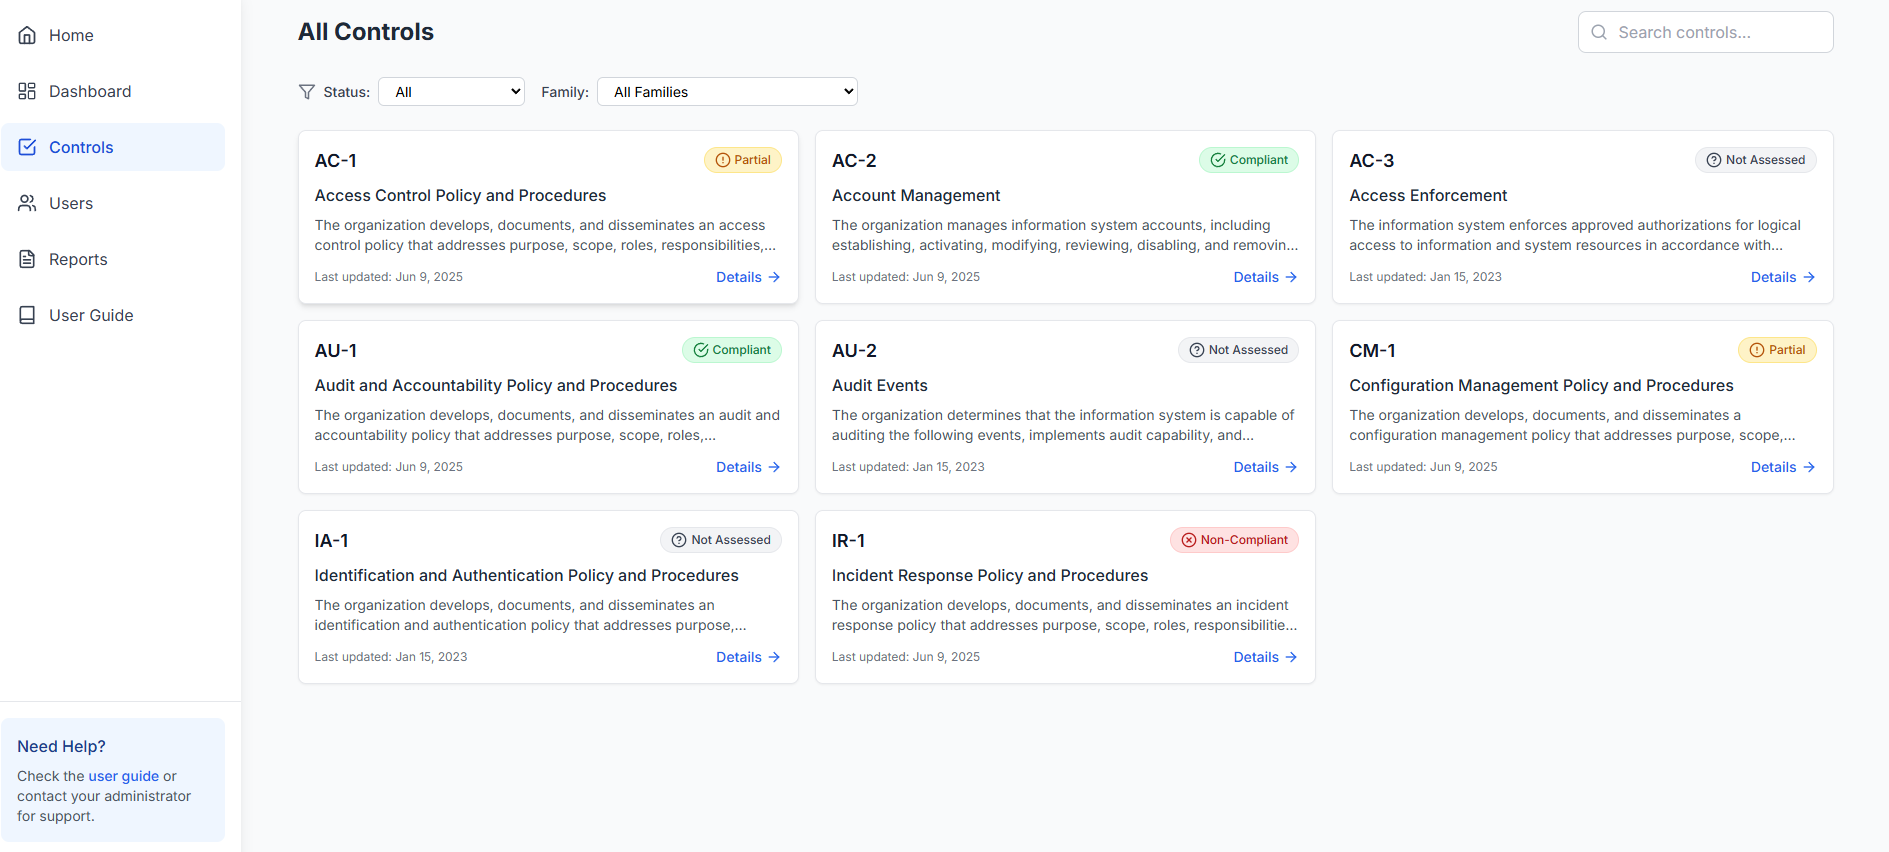 Home
Dashboard
Controls
Users
Reports
User Guide
Need Help?
Check the user guide or
contact your administrator
for support.
All Controls
Search controls...
Status: All Family: All Families
AC-1 Partial
Access Control Policy and Procedures
The organization develops, documents, and disseminates an access
control policy that addresses purpose, scope, roles, responsibilities,...
Last updated: Jun 9, 2025 Details
AC-2 Compliant
Account Management
The organization manages information system accounts, including
establishing, activating, modifying, reviewing, disabling, and removin...
Last updated: Jun 9, 2025 Details
AC-3 Not Assessed
Access Enforcement
The information system enforces approved authorizations for logical
access to information and system resources in accordance with...
Last updated: Jan 15, 2023 Details
AU-1 Compliant
Audit and Accountability Policy and Procedures
The organization develops, documents, and disseminates an audit and
accountability policy that addresses purpose, scope, roles,...
Last updated: Jun 9, 2025 Details
AU-2 Not Assessed
Audit Events
The organization determines that the information system is capable of
auditing the following events, implements audit capability, and...
Last updated: Jan 15, 2023 Details
CM-1 Partial
Configuration Management Policy and Procedures
The organization develops, documents, and disseminates a
configuration management policy that addresses purpose, scope,...
Last updated: Jun 9, 2025 Details
IA-1 Not Assessed
Identification and Authentication Policy and Procedures
The organization develops, documents, and disseminates an
identification and authentication policy that addresses purpose,...
Last updated: Jan 15, 2023 Details
IR-1 Non-Compliant
Incident Response Policy and Procedures
The organization develops, documents, and disseminates an incident
response policy that addresses purpose, scope, roles, responsibilitie...
Last updated: Jun 9, 2025 Details